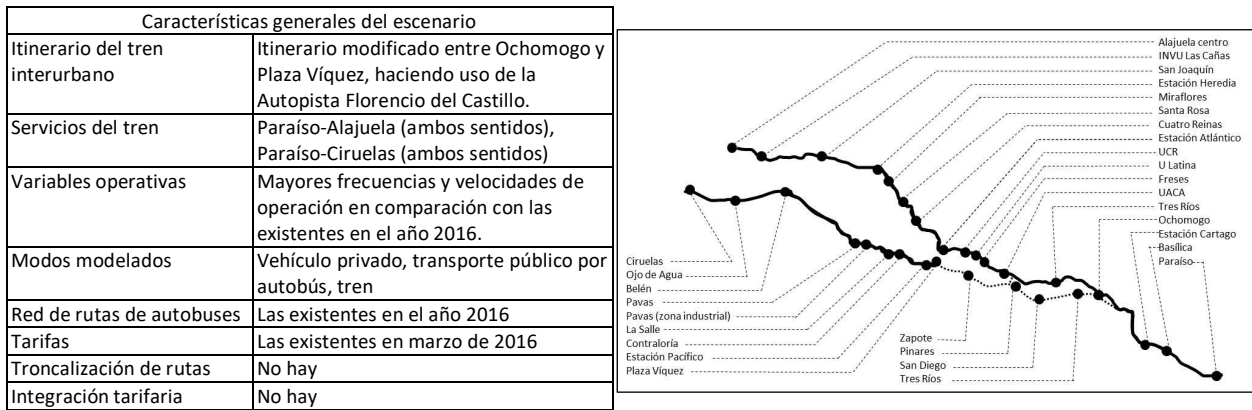 Características generales del escenario
Itinerario del tren
interurbano
Itinerario modificado entre Ochomogo y
Plaza Víquez, haciendo uso de la
Autopista Florencio del Castillo.
Servicios del tren
Paraíso-Alajuela (ambos sentidos),
Paraíso-Ciruelas (ambos sentidos)
Variables operativas
Mayores frecuencias y velocidades de
operación en comparación con las
existentes en el año 2016.
Modos modelados
Vehículo privado, transporte público por
autobús, tren
Red de rutas de autobuses
Las existentes en el año 2016
Tarifas
Las existentes en marzo de 2016
Troncalización de rutas
No hay
Integración tarifaria
No hay
Alajuela centro
INVU Las Cañas
San Joaquín
Estación Heredia
Miraflores
Santa Rosa
Cuatro Reinas
Estación Atlántico
UCR
U Latina
Freses
UACA
Tres Ríos
Ochomogo
Estación Cartago
Basílica
Paraíso
Ciruelas
Ojo de Agua
Belén
Pavas
Pavas (zona industrial)
La Salle
Contraloría
Estación Pacífico
Plaza Víquez
Zapote
Pinares
San Diego
Tres Ríos